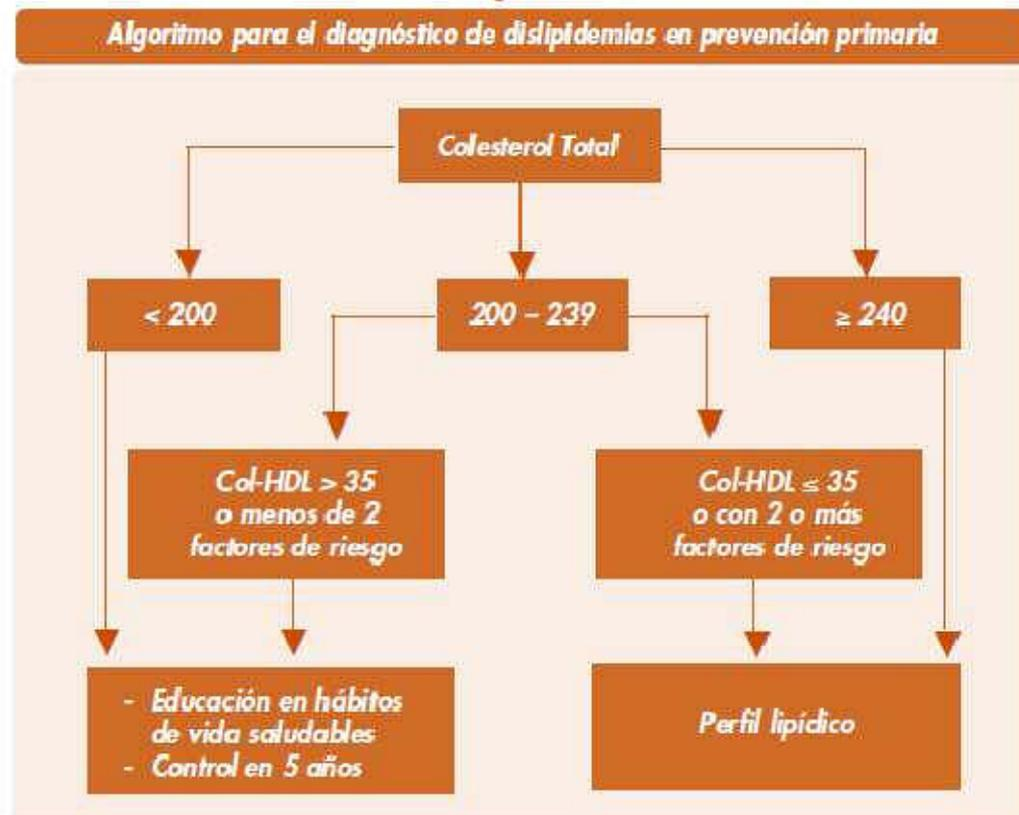 Algoritmo para el diagnóstico de dislipidemias en prevención primaria
Colesterol Total
< 200
200 – 239
≥ 240
Col-HDL > 35
o menos de 2
factores de riesgo
Col-HDL ≤ 35
o con 2 o más
factores de riesgo
- Educación en hábitos
de vida saludables
- Control en 5 años
Perfil lipídico